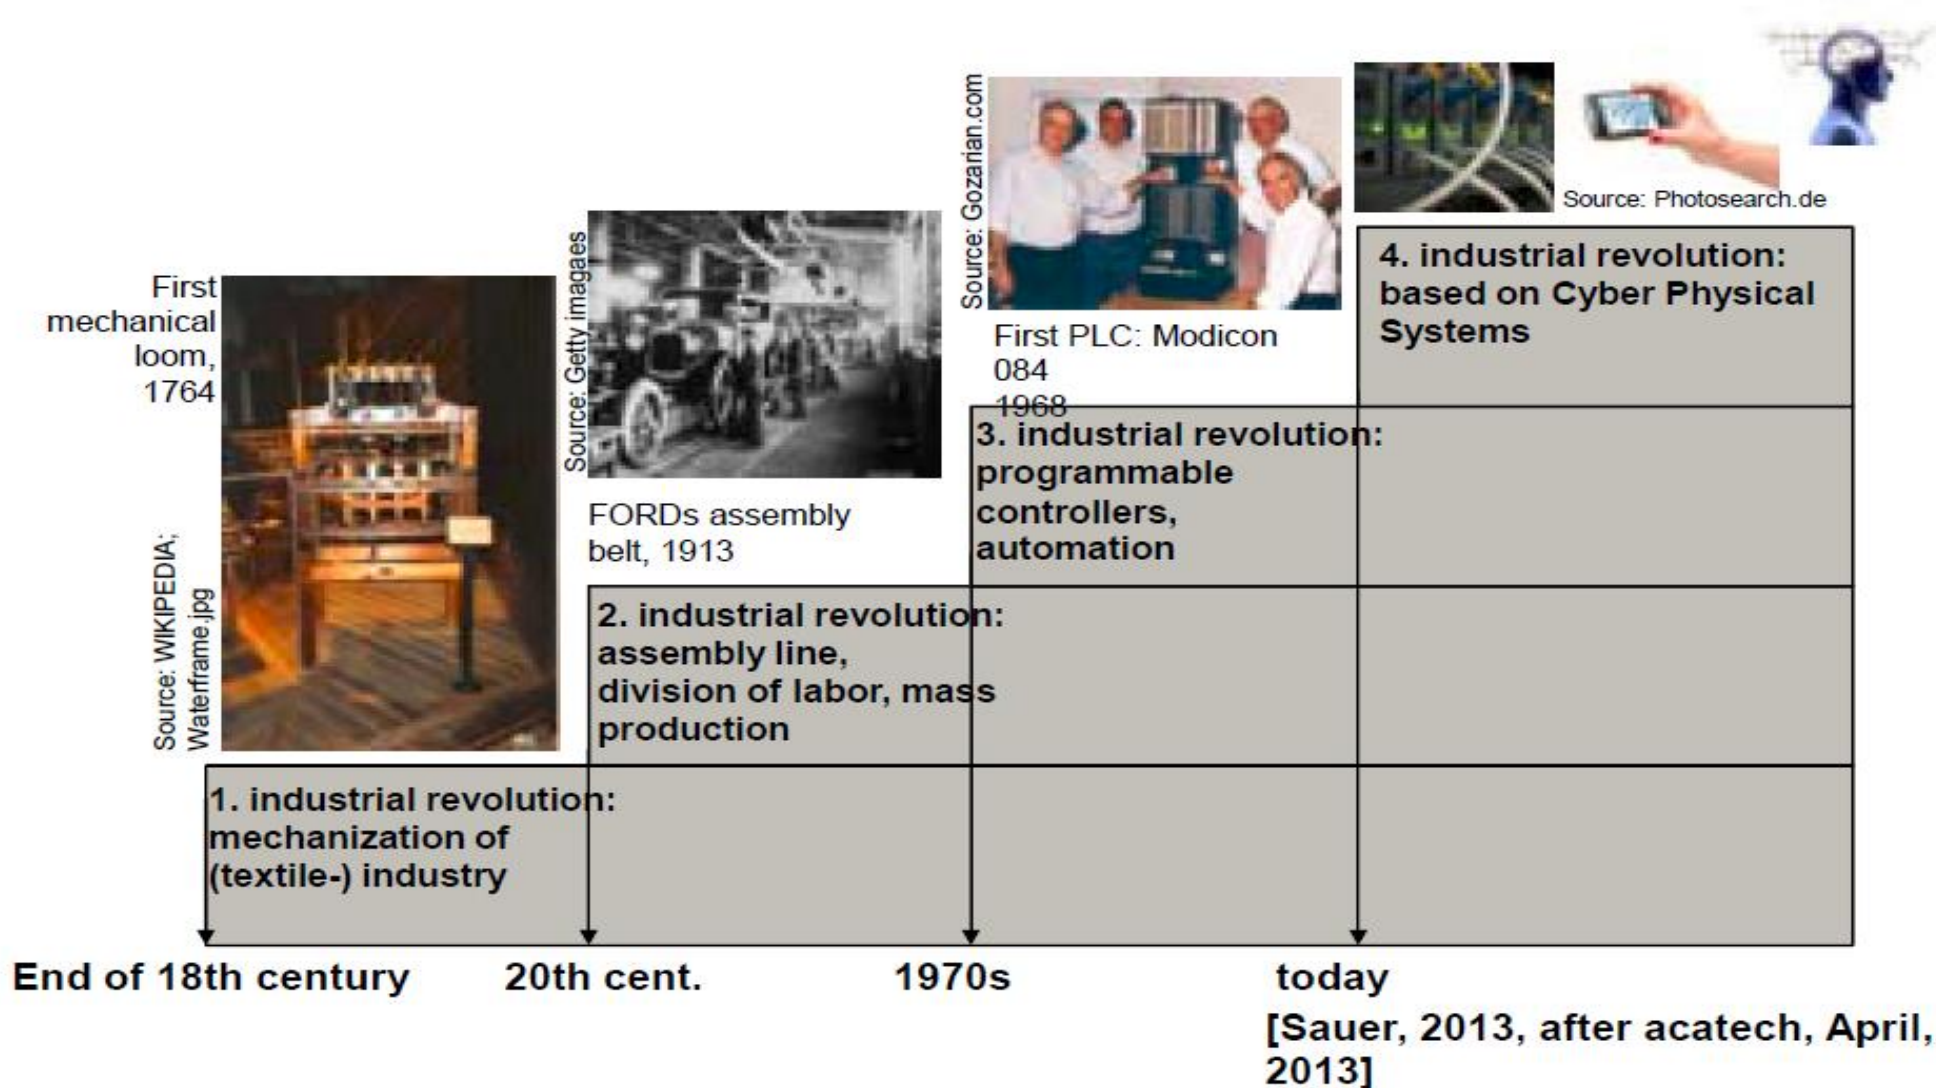 First
mechanical
loom,
1764
Source: WIKIPEDIA;
Waterframe.jpg
Source: Getty imagaes
FORDs assembly
belt, 1913
Source: Gozarian.com
First PLC: Modicon
084
1968
Source: Photosearch.de
4. industrial revolution:
based on Cyber Physical
Systems
3. industrial revolution:
programmable
controllers,
automation
2. industrial revolution:
assembly line,
division of labor, mass
production
1. industrial revolution:
mechanization of
(textile-) industry
End of 18th century
20th cent.
1970s
today
[Sauer, 2013, after acatech, April,
2013]